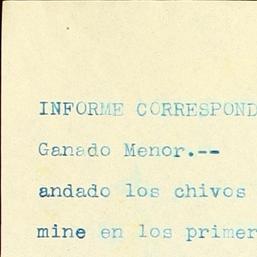 INFORME CORRESPOND
Ganado Menor.--
andado los chivos
mine en los primer